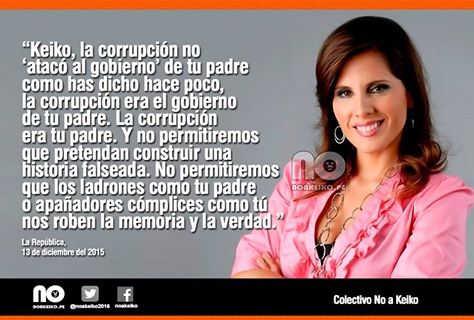 “Keiko, la corrupción no
‘atacó al gobierno’ de tu padre
como has dicho hace poco,
la corrupción era el gobierno
de tu padre. La corrupción
era tu padre. Y no permitiremos
que pretendan construir una
historia falseada. No permitiremos
que los ladrones como tu padre
o apañadores cómplices como tú
nos roben la memoria y la verdad.”
La República,
13 de diciembre del 2015
NO
NOAKEIKO.PE
NO
NOAKEIKO.PE
@noakeiko2016
noakeiko
Colectivo No a Keiko